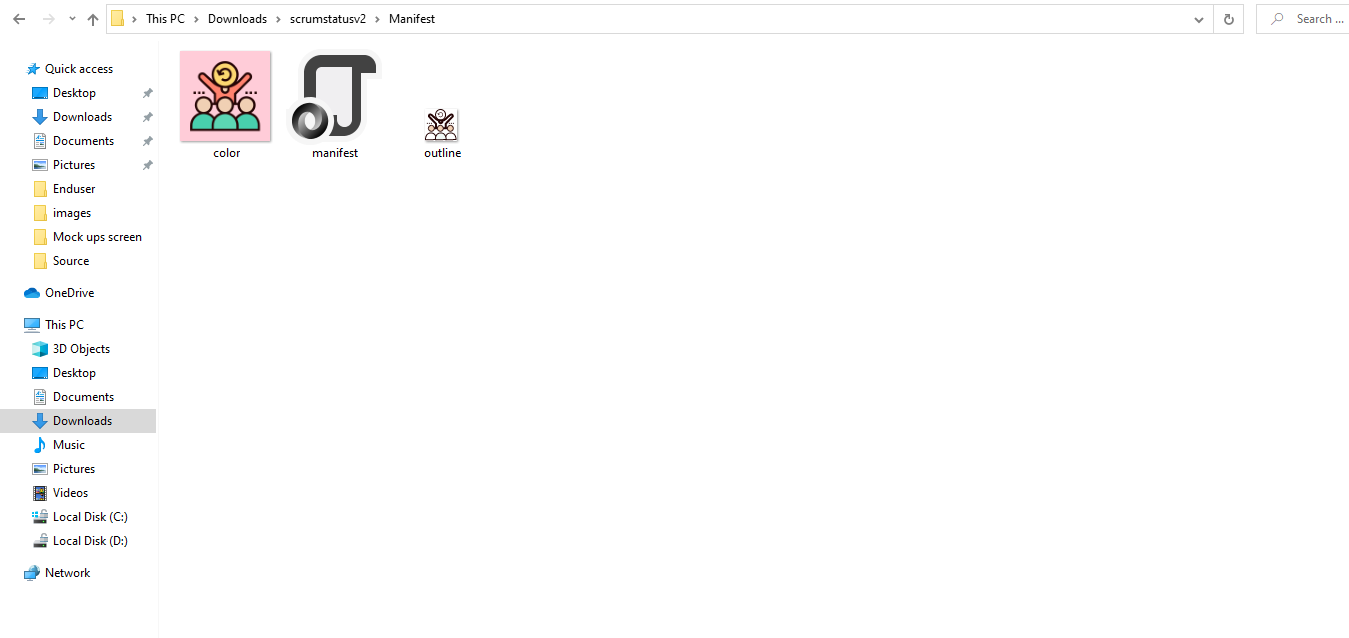 This PC > Downloads > scrumstatusv2 > Manifest
Search ...
Quick access
Desktop
Downloads
Documents
Pictures
Enduser
images
Mock ups screen
Source
OneDrive
This PC
3D Objects
Desktop
Documents
Downloads
Music
Pictures
Videos
Local Disk (C:)
Local Disk (D:)
Network
color
manifest
outline